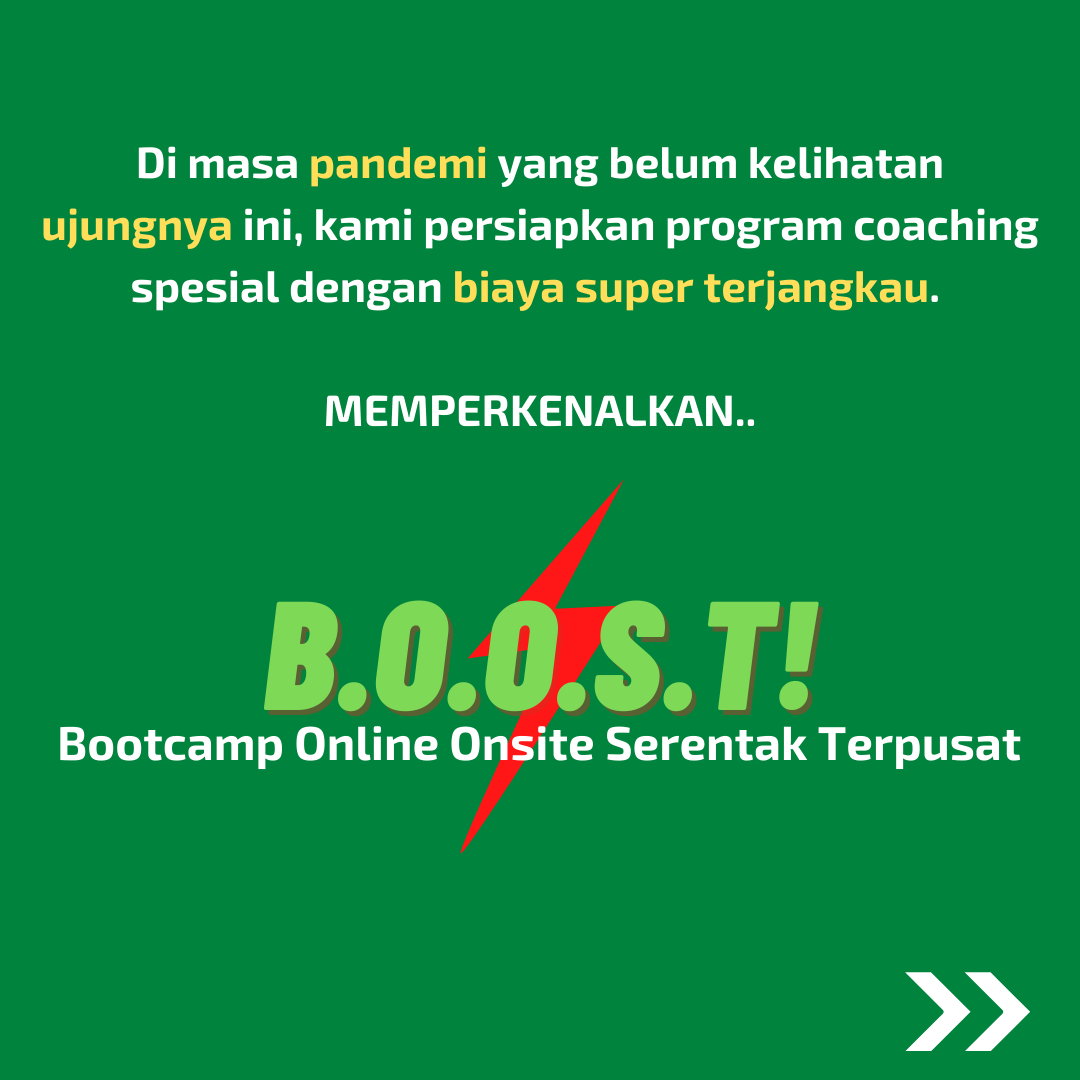 Di masa pandemi yang belum kelihatan
ujungnya ini, kami persiapkan program coaching
spesial dengan biaya super terjangkau.
MEMPERKENALKAN..
B.O.O.S.T!
Bootcamp Online Onsite Serentak Terpusat